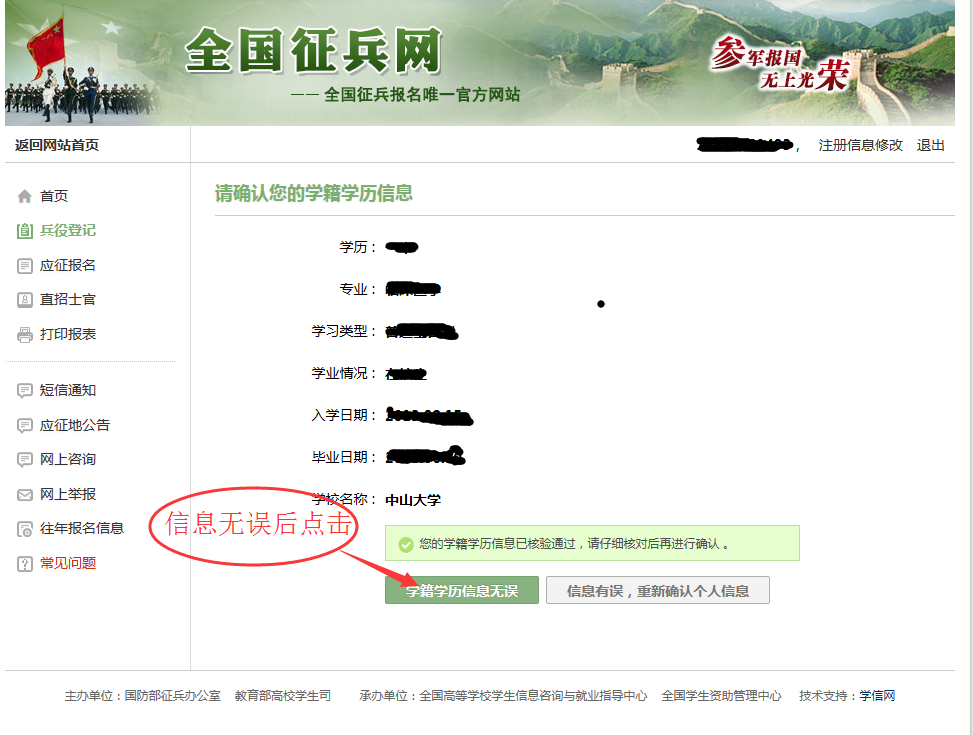 全国征兵网
—— 全国征兵报名唯一官方网站
参军报国
无上光荣
返回网站首页
， 注册信息修改 退出
首页
兵役登记
应征报名
直招士官
打印报表
短信通知
应征地公告
网上咨询
网上举报
往年报名信息
常见问题
请确认您的学籍学历信息
学历：
专业：
学习类型：
学业情况：
入学日期：
毕业日期：
学校名称： 中山大学
信息无误后点击
您的学籍学历信息已核验通过，请仔细核对后再进行确认。
学籍学历信息无误 信息有误，重新确认个人信息
主办单位：国防部征兵办公室 教育部高校学生司 承办单位：全国高等学校学生信息咨询与就业指导中心 全国学生资助管理中心 技术支持：学信网